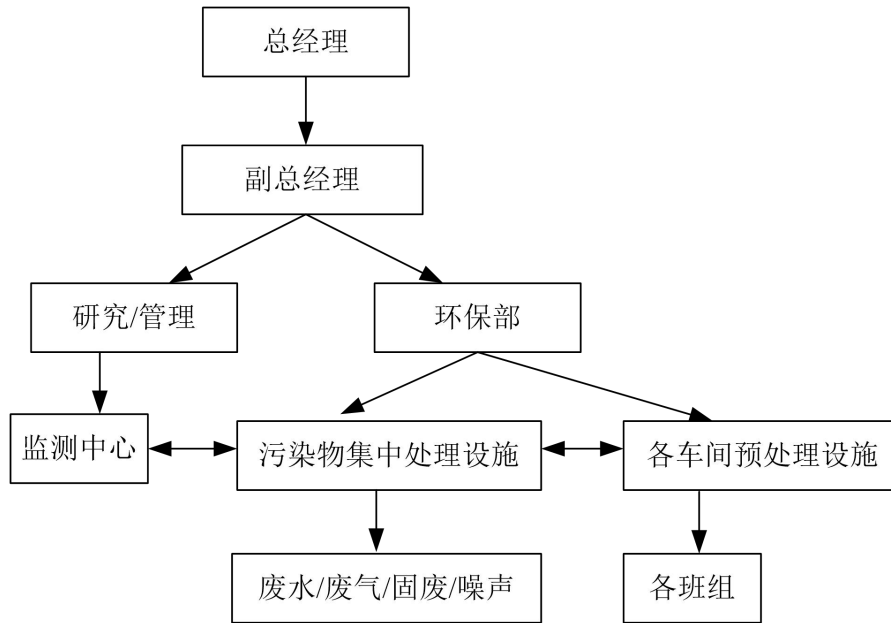 总经理
副总经理
研究/管理
环保部
监测中心
污染物集中处理设施
各车间预处理设施
废水/废气/固废/噪声
各班组